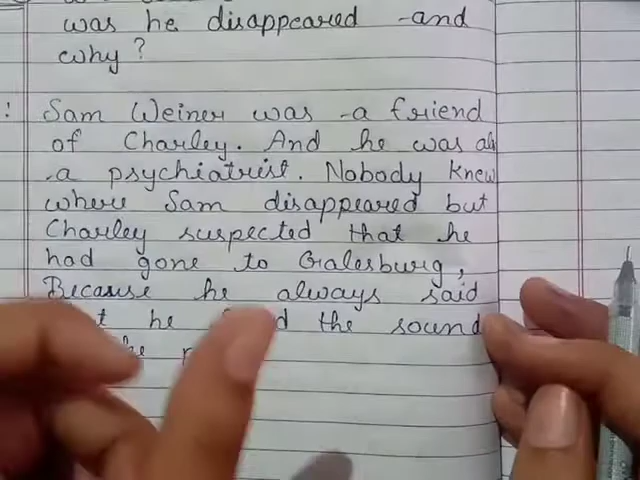 was he disappeared and
why?
: Sam Weiner was a friend
of Charley. And he was
a psychiatrist. Nobody knew
where Sam disappeared but
Charley suspected that he
had gone to Galesburg,
Because he always said
he the sound
he